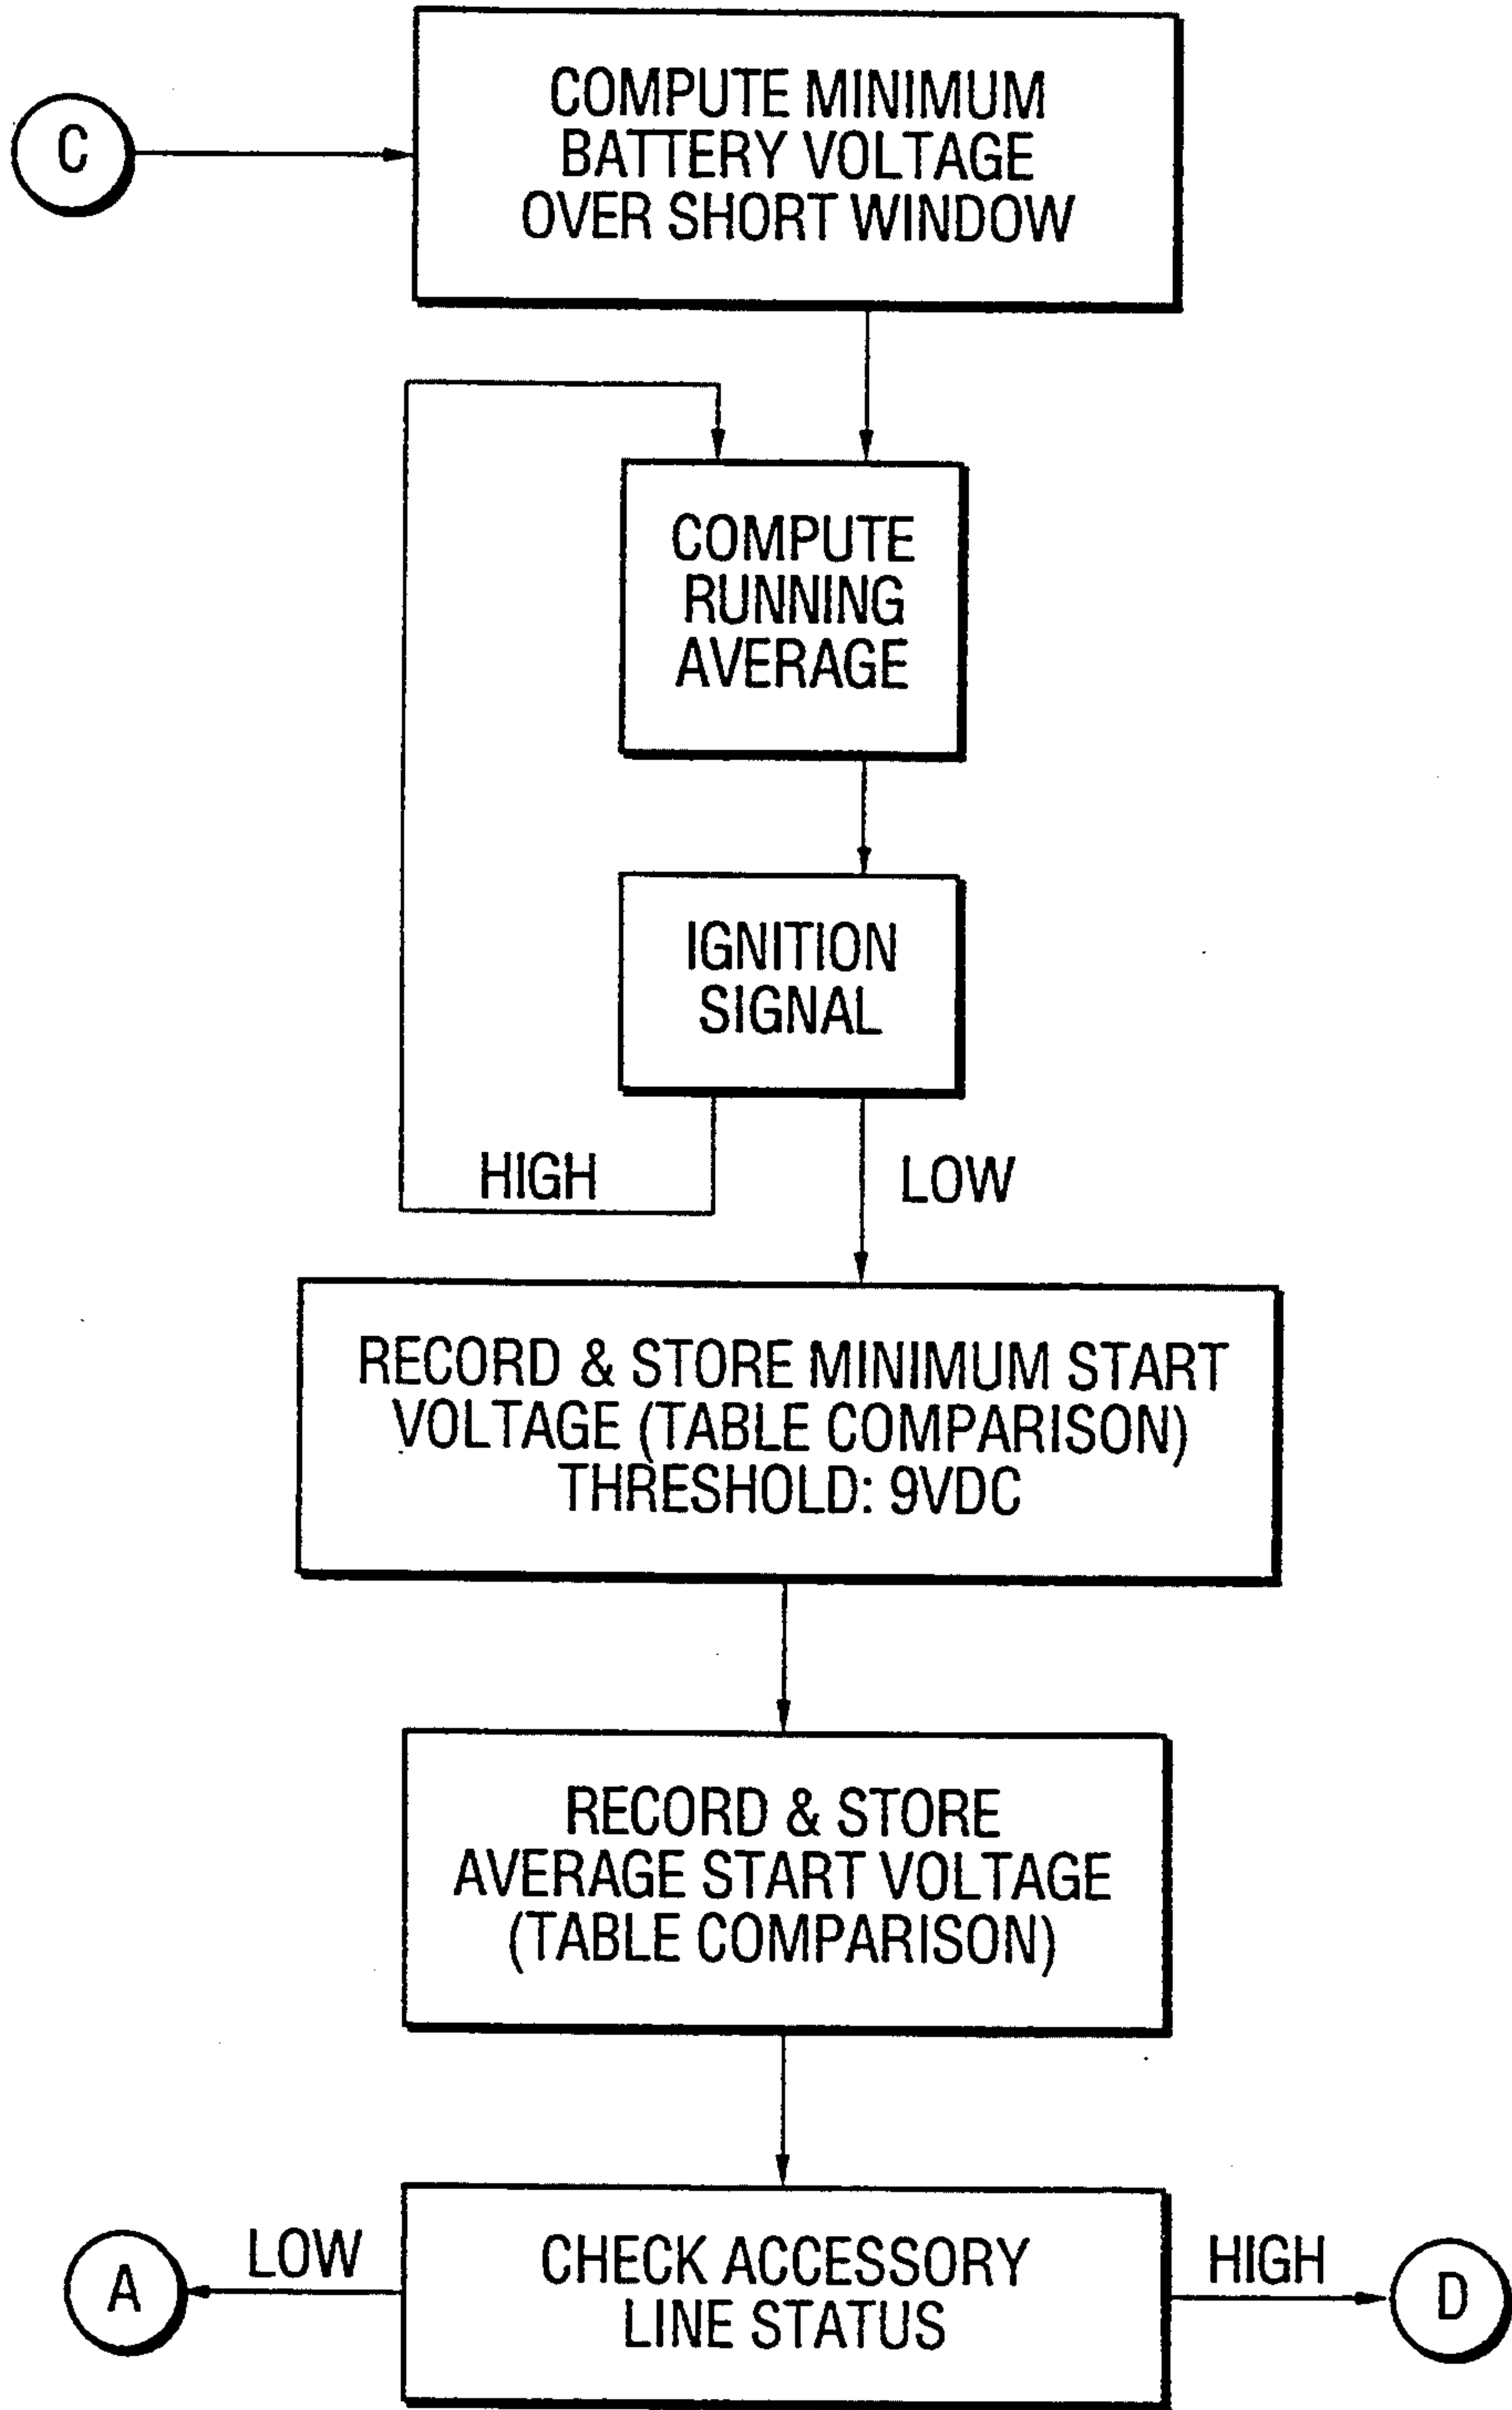 COMPUTE MINIMUM
BATTERY VOLTAGE
OVER SHORT WINDOW
C
COMPUTE
RUNNING
AVERAGE
IGNITION
SIGNAL
HIGH
LOW
RECORD & STORE MINIMUM START
VOLTAGE (TABLE COMPARISON)
THRESHOLD: 9VDC
RECORD & STORE
AVERAGE START VOLTAGE
(TABLE COMPARISON)
A
LOW
CHECK ACCESSORY
LINE STATUS
HIGH
D